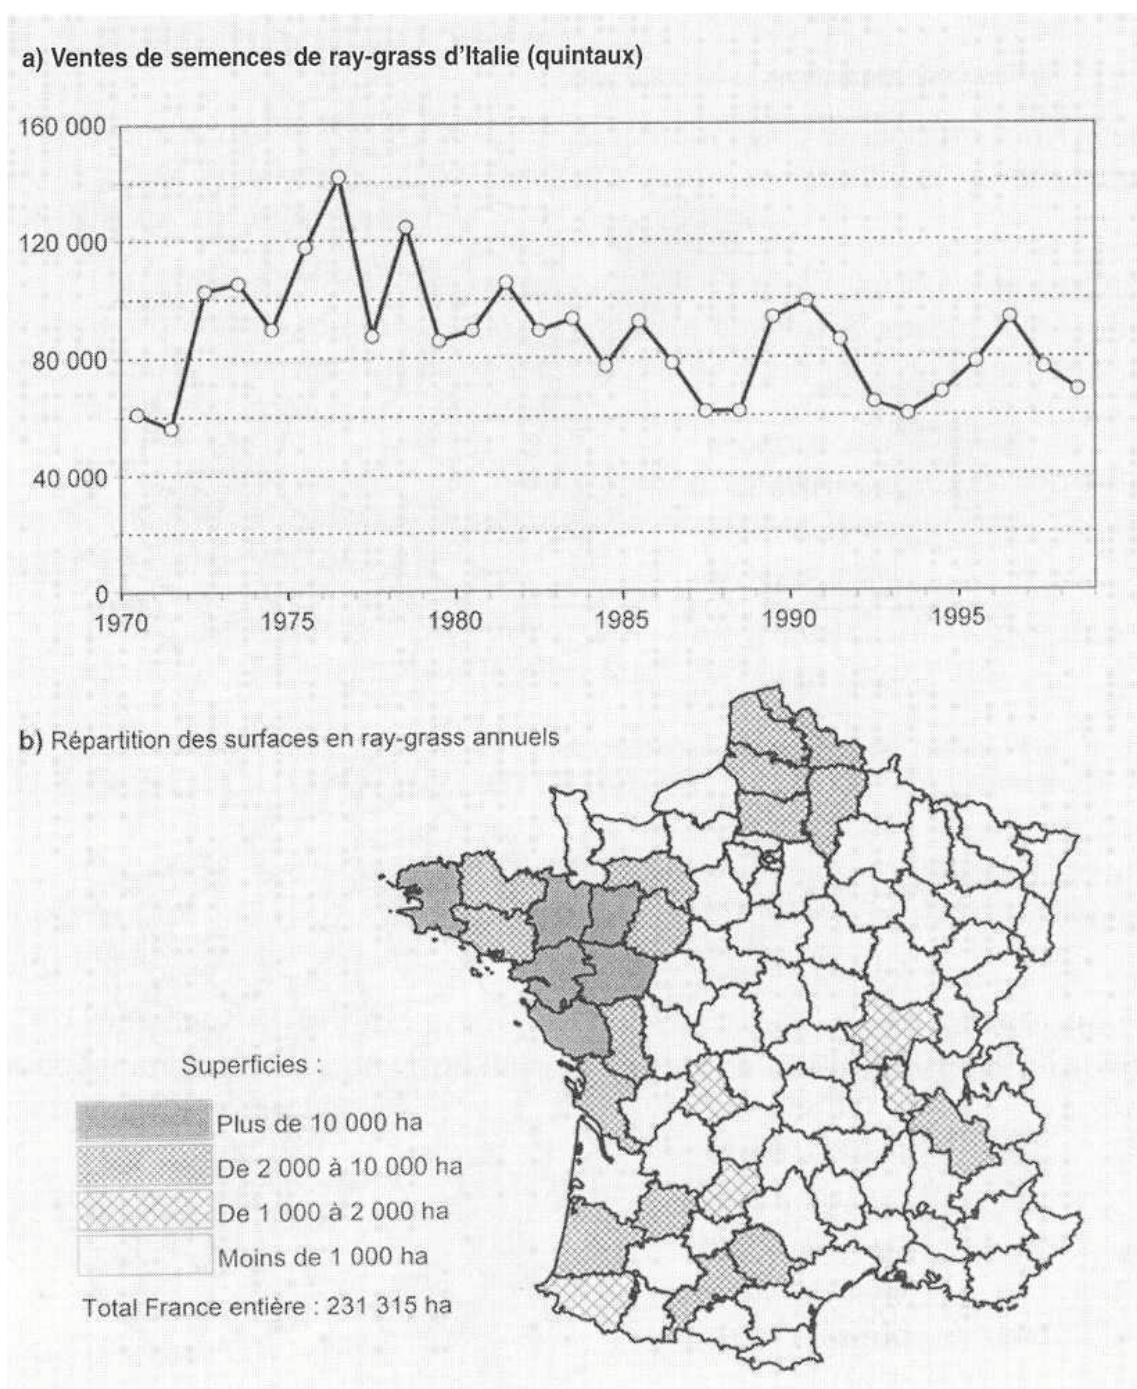 a) Ventes de semences de ray-grass d'Italie (quintaux)
160 000
120 000
80 000
40 000
0
1970 1975 1980 1985 1990 1995
b) Répartition des surfaces en ray-grass annuels
Superficies :
Plus de 10 000 ha
De 2 000 à 10 000 ha
De 1 000 à 2 000 ha
Moins de 1 000 ha
Total France entière : 231 315 ha